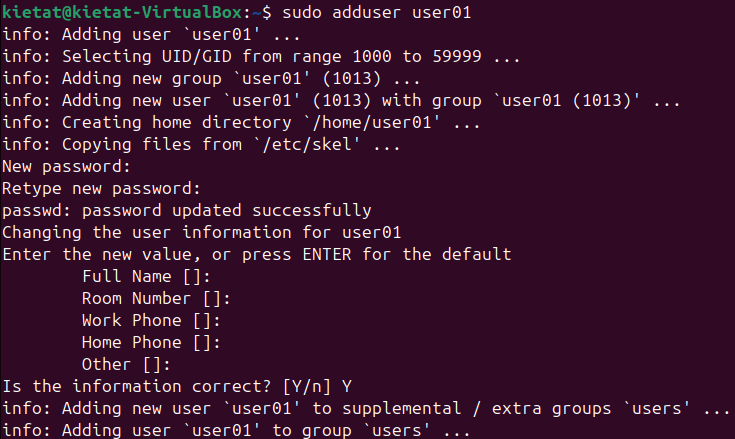 kietat@kietat-VirtualBox:~$ sudo adduser user01
info: Adding user `user01' ...
info: Selecting UID/GID from range 1000 to 59999 ...
info: Adding new group `user01' (1013) ...
info: Adding new user `user01' (1013) with group `user01 (1013)' ...
info: Creating home directory `/home/user01' ...
info: Copying files from `/etc/skel' ...
New password:
Retype new password:
passwd: password updated successfully
Changing the user information for user01
Enter the new value, or press ENTER for the default
Full Name []:
Room Number []:
Work Phone []:
Home Phone []:
Other []:
Is the information correct? [Y/n] Y
info: Adding new user `user01' to supplemental / extra groups `users' ...
info: Adding user `user01' to group `users' ...